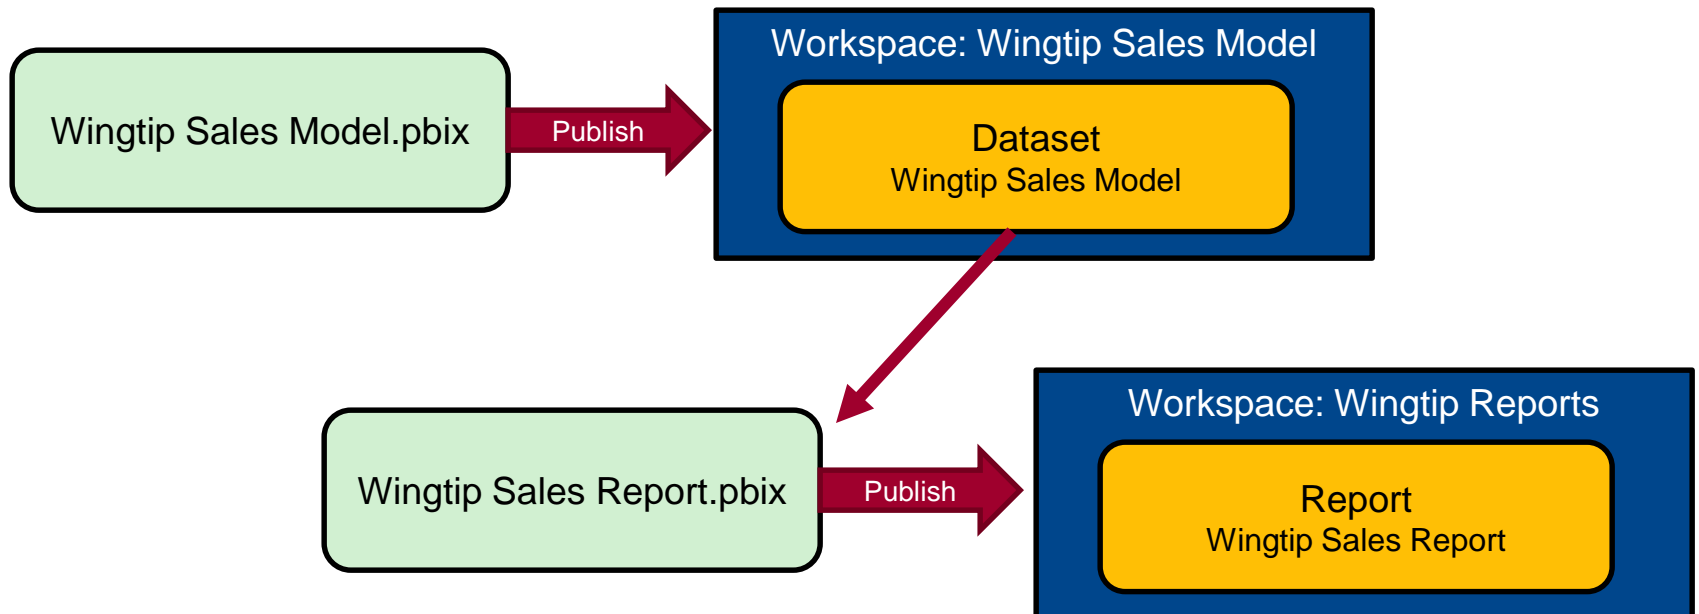 Workspace: Wingtip Sales Model
Wingtip Sales Model.pbix
Publish
Dataset
Wingtip Sales Model
Workspace: Wingtip Reports
Wingtip Sales Report.pbix
Publish
Report
Wingtip Sales Report